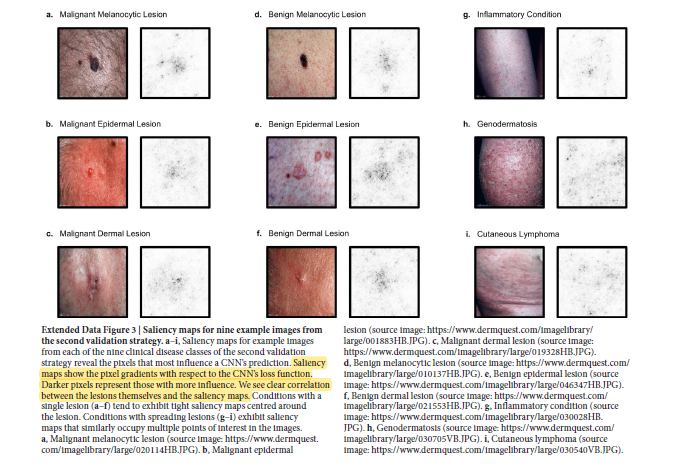 a. Malignant Melanocytic Lesion
d. Benign Melanocytic Lesion
g. Inflammatory Condition
b. Malignant Epidermal Lesion
e. Benign Epidermal Lesion
h. Genodermatosis
c. Malignant Dermal Lesion
f. Benign Dermal Lesion
i. Cutaneous Lymphoma
Extended Data Figure 3 | Saliency maps for nine example images from
the second validation strategy. a–i, Saliency maps for example images
from each of the nine clinical disease classes of the second validation
strategy reveal the pixels that most influence a CNN's prediction. Saliency
maps show the pixel gradients with respect to the CNN's loss function.
Darker pixels represent those with more influence. We see clear correlation
between the lesions themselves and the saliency maps. Conditions with a
single lesion (a–f) tend to exhibit tight saliency maps centred around
the lesion. Conditions with spreading lesions (g–i) exhibit saliency
maps that similarly occupy multiple points of interest in the images.
a, Malignant melanocytic lesion (source image: https://www.dermquest.
com/imagelibrary/large/020114HB.JPG). b, Malignant epidermal
lesion (source image: https://www.dermquest.com/imagelibrary/
large/001883HB.JPG). c, Malignant dermal lesion (source image:
https://www.dermquest.com/imagelibrary/large/019328HB.JPG).
d, Benign melanocytic lesion (source image: https://www.dermquest.com/
imagelibrary/large/010137HB.JPG). e, Benign epidermal lesion (source
image: https://www.dermquest.com/imagelibrary/large/046347HB.JPG).
f, Benign dermal lesion (source image: https://www.dermquest.com/
imagelibrary/large/021553HB.JPG). g, Inflammatory condition (source
image: https://www.dermquest.com/imagelibrary/large/030028HB.
JPG). h, Genodermatosis (source image: https://www.dermquest.com/
imagelibrary/large/030705VB.JPG). i, Cutaneous lymphoma (source
image: https://www.dermquest.com/imagelibrary/large/030540VB.JPG).